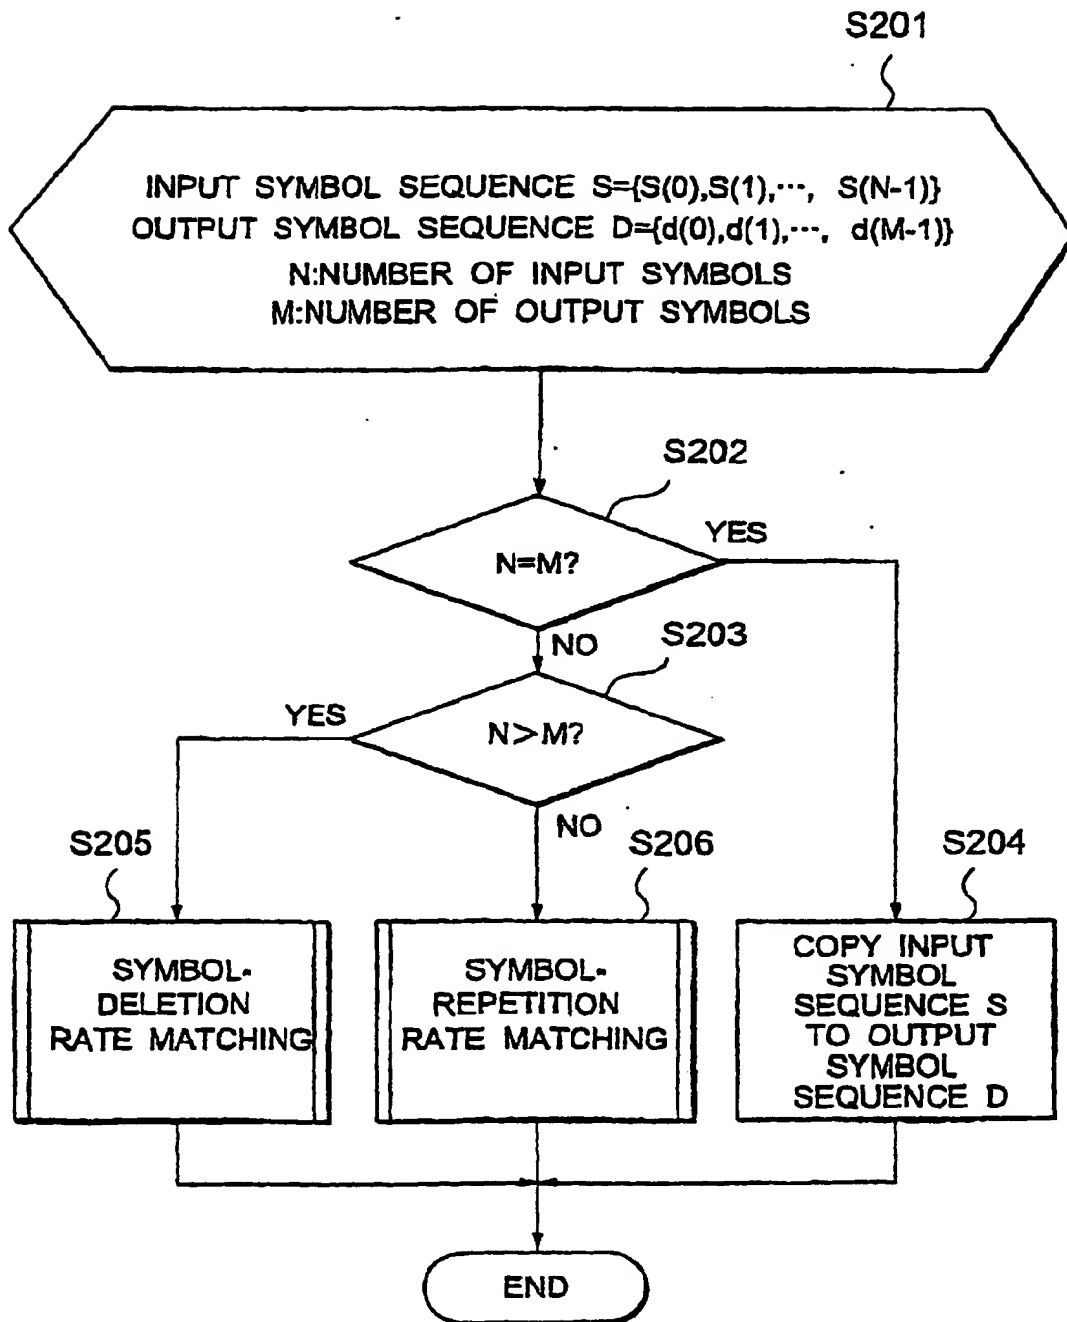 S201
INPUT SYMBOL SEQUENCE S={S(0),S(1),···, S(N-1)}
OUTPUT SYMBOL SEQUENCE D={d(0),d(1),···, d(M-1)}
N:NUMBER OF INPUT SYMBOLS
M:NUMBER OF OUTPUT SYMBOLS
S202
N=M?
YES
NO
S203
N>M?
YES
NO
S205
SYMBOL-
DELETION
RATE MATCHING
S206
SYMBOL-
REPETITION
RATE MATCHING
S204
COPY INPUT
SYMBOL
SEQUENCE S
TO OUTPUT
SYMBOL
SEQUENCE D
END